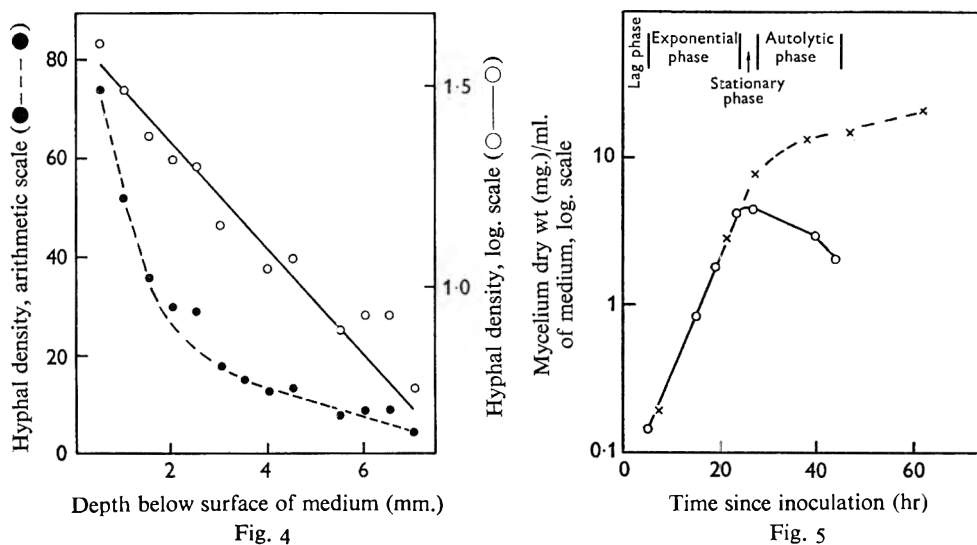 Hyphal density, arithmetic scale (●---●)
80
60
40
20
0
2
4
6
Depth below surface of medium (mm.)
Fig. 4
1·5
1·0
Hyphal density, log. scale (○—○)
Lag phase
Exponential
phase
Stationary
phase
Autolytic
phase
Mycelium dry wt (mg.)/ml.
of medium, log. scale
10
1
0·1
0
20
40
60
Time since inoculation (hr)
Fig. 5